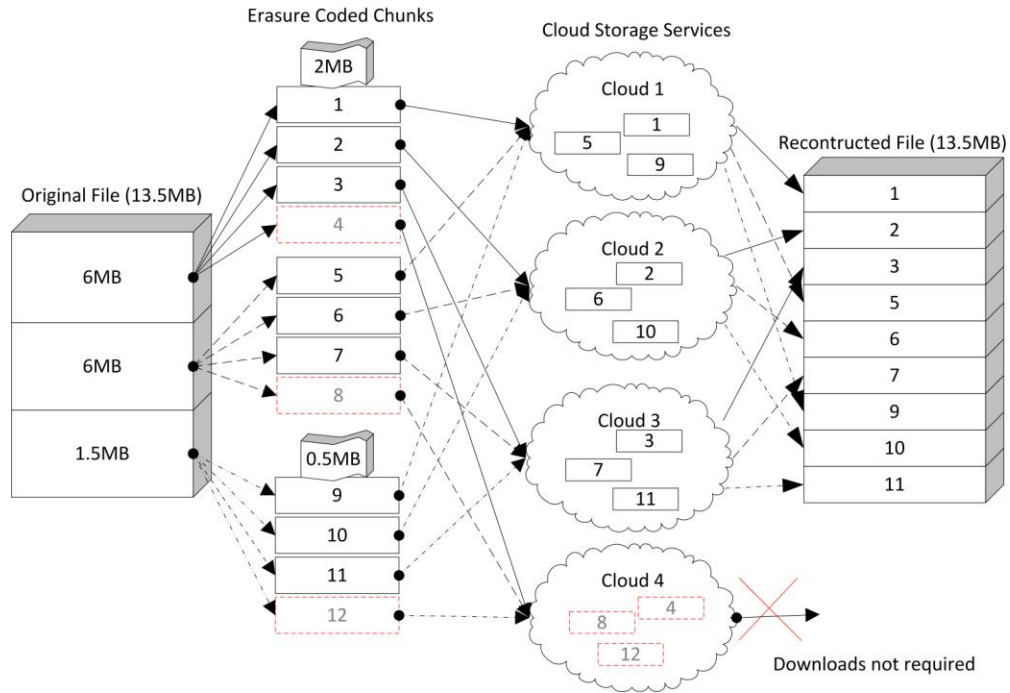 Erasure Coded Chunks
Cloud Storage Services
Original File (13.5MB)
6MB
6MB
1.5MB
2MB
1
2
3
4
5
6
7
8
0.5MB
9
10
11
12
Cloud 1
1
5
9
Cloud 2
2
6
10
Cloud 3
3
7
11
Cloud 4
4
8
12
Recontructed File (13.5MB)
1
2
3
5
6
7
9
10
11
Downloads not required